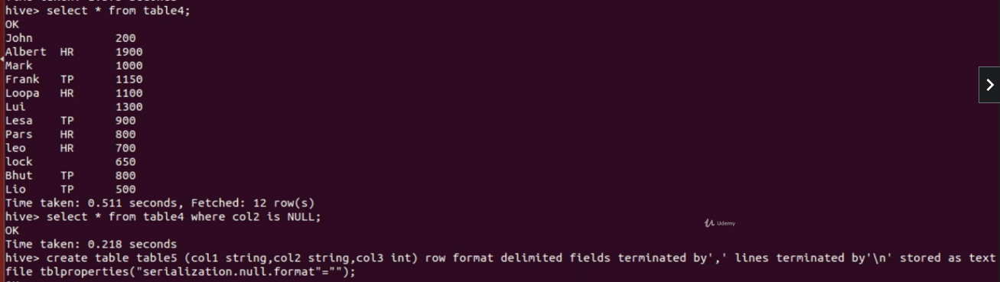 hive> select * from table4;
OK
John 200
Albert HR 1900
Mark 1000
Frank TP 1150
Loopa HR 1100
Lui 1300
Lesa TP 900
Pars HR 800
leo HR 700
lock 650
Bhut TP 800
Lio TP 500
Time taken: 0.511 seconds, Fetched: 12 row(s)
hive> select * from table4 where col2 is NULL;
OK
Time taken: 0.218 seconds
hive> create table table5 (col1 string,col2 string,col3 int) row format delimited fields terminated by',' lines terminated by'\n' stored as text
file tblproperties("serialization.null.format"="");
Udemy